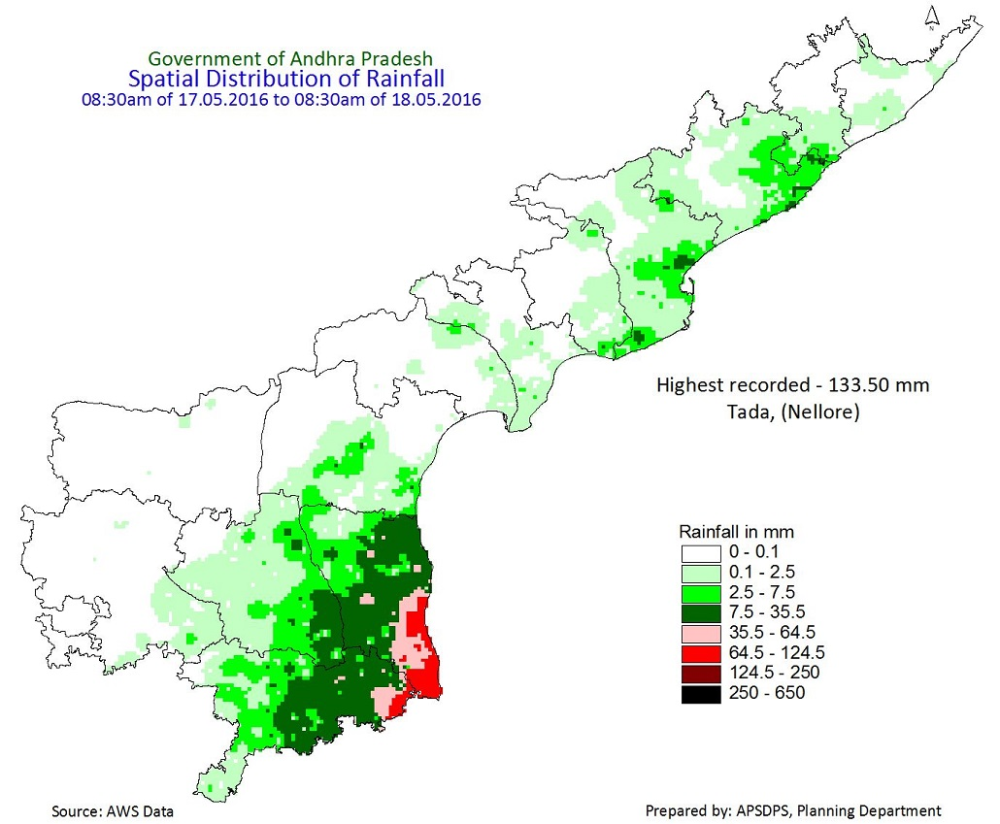 N
Government of Andhra Pradesh
Spatial Distribution of Rainfall
08:30am of 17.05.2016 to 08:30am of 18.05.2016
Highest recorded - 133.50 mm
Tada, (Nellore)
Rainfall in mm
0 - 0.1
0.1 - 2.5
2.5 - 7.5
7.5 - 35.5
35.5 - 64.5
64.5 - 124.5
124.5 - 250
250 - 650
Source: AWS Data
Prepared by: APSDPS, Planning Department